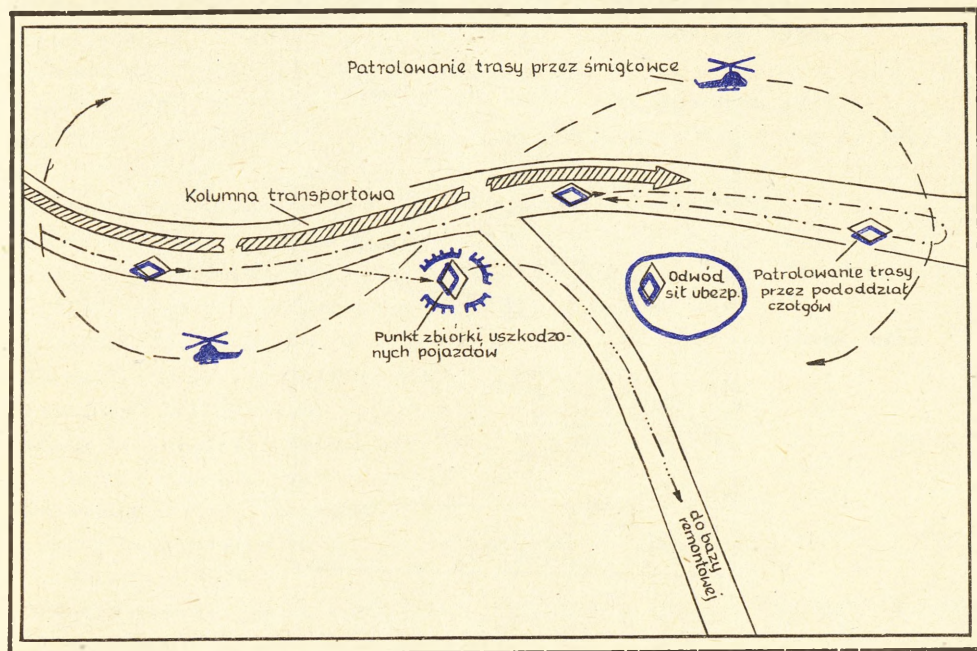 Patrolowanie trasy przez śmigłowce
Kolumna transportowa
Odwód
sił ubezp.
Patrolowanie trasy
przez pododdział
czołgów
Punkt zbiórki uszkodzo-
nych pojazdów
do bazy
remontowej